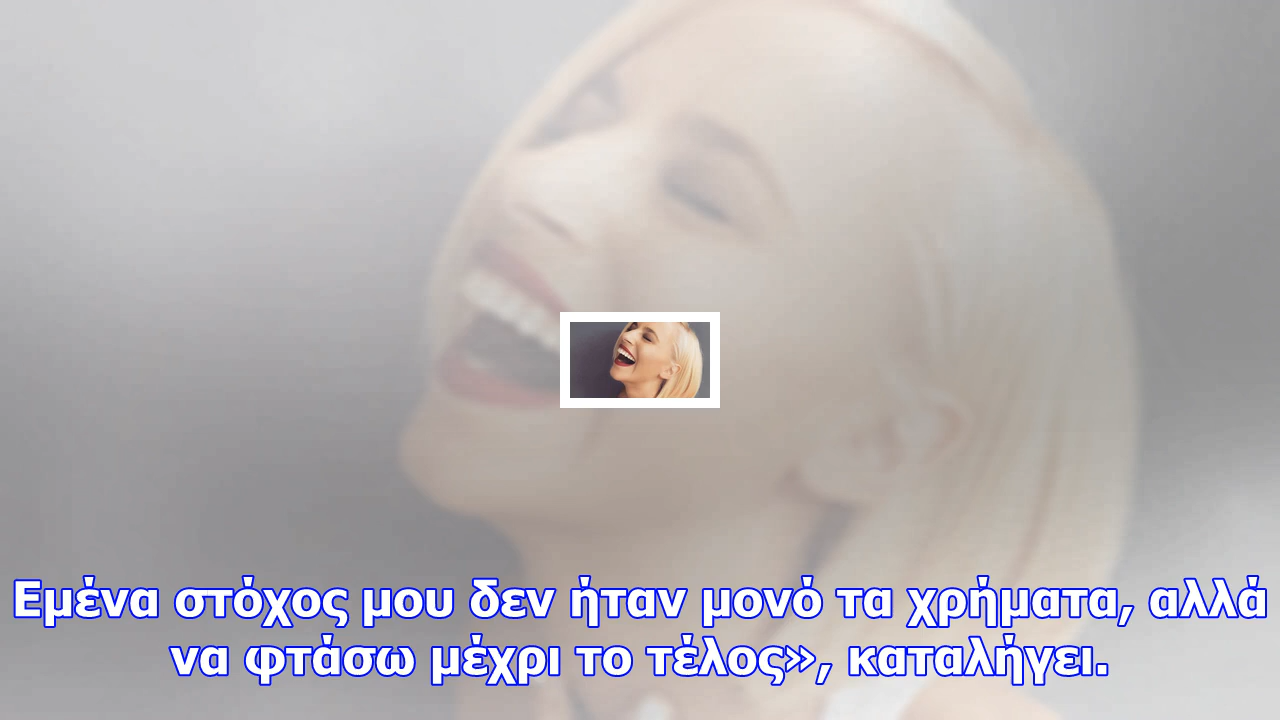 Εμένα στόχος μου δεν ήταν μονό τα χρήματα, αλλά
να φτάσω μέχρι το τέλος», καταλήγει.